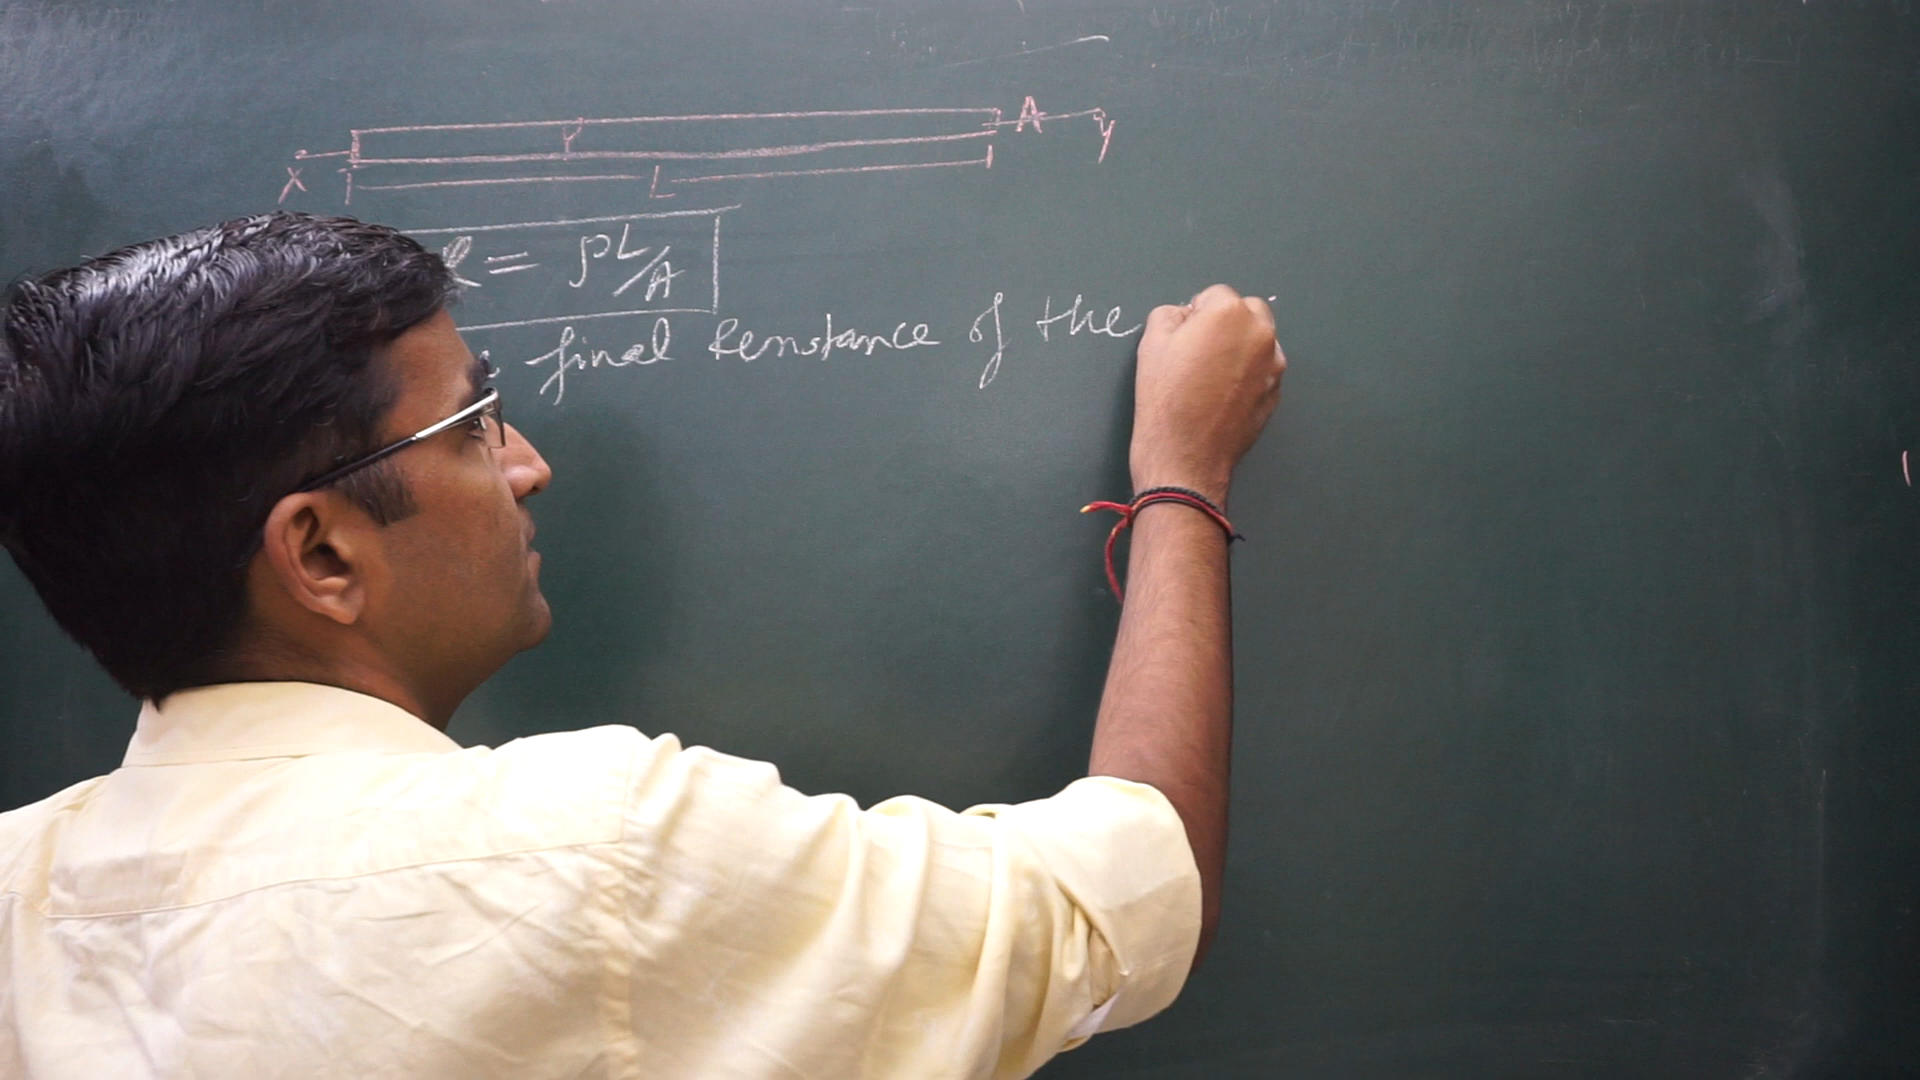 A
X Y
L
R = ρL/A
final Resistance of the